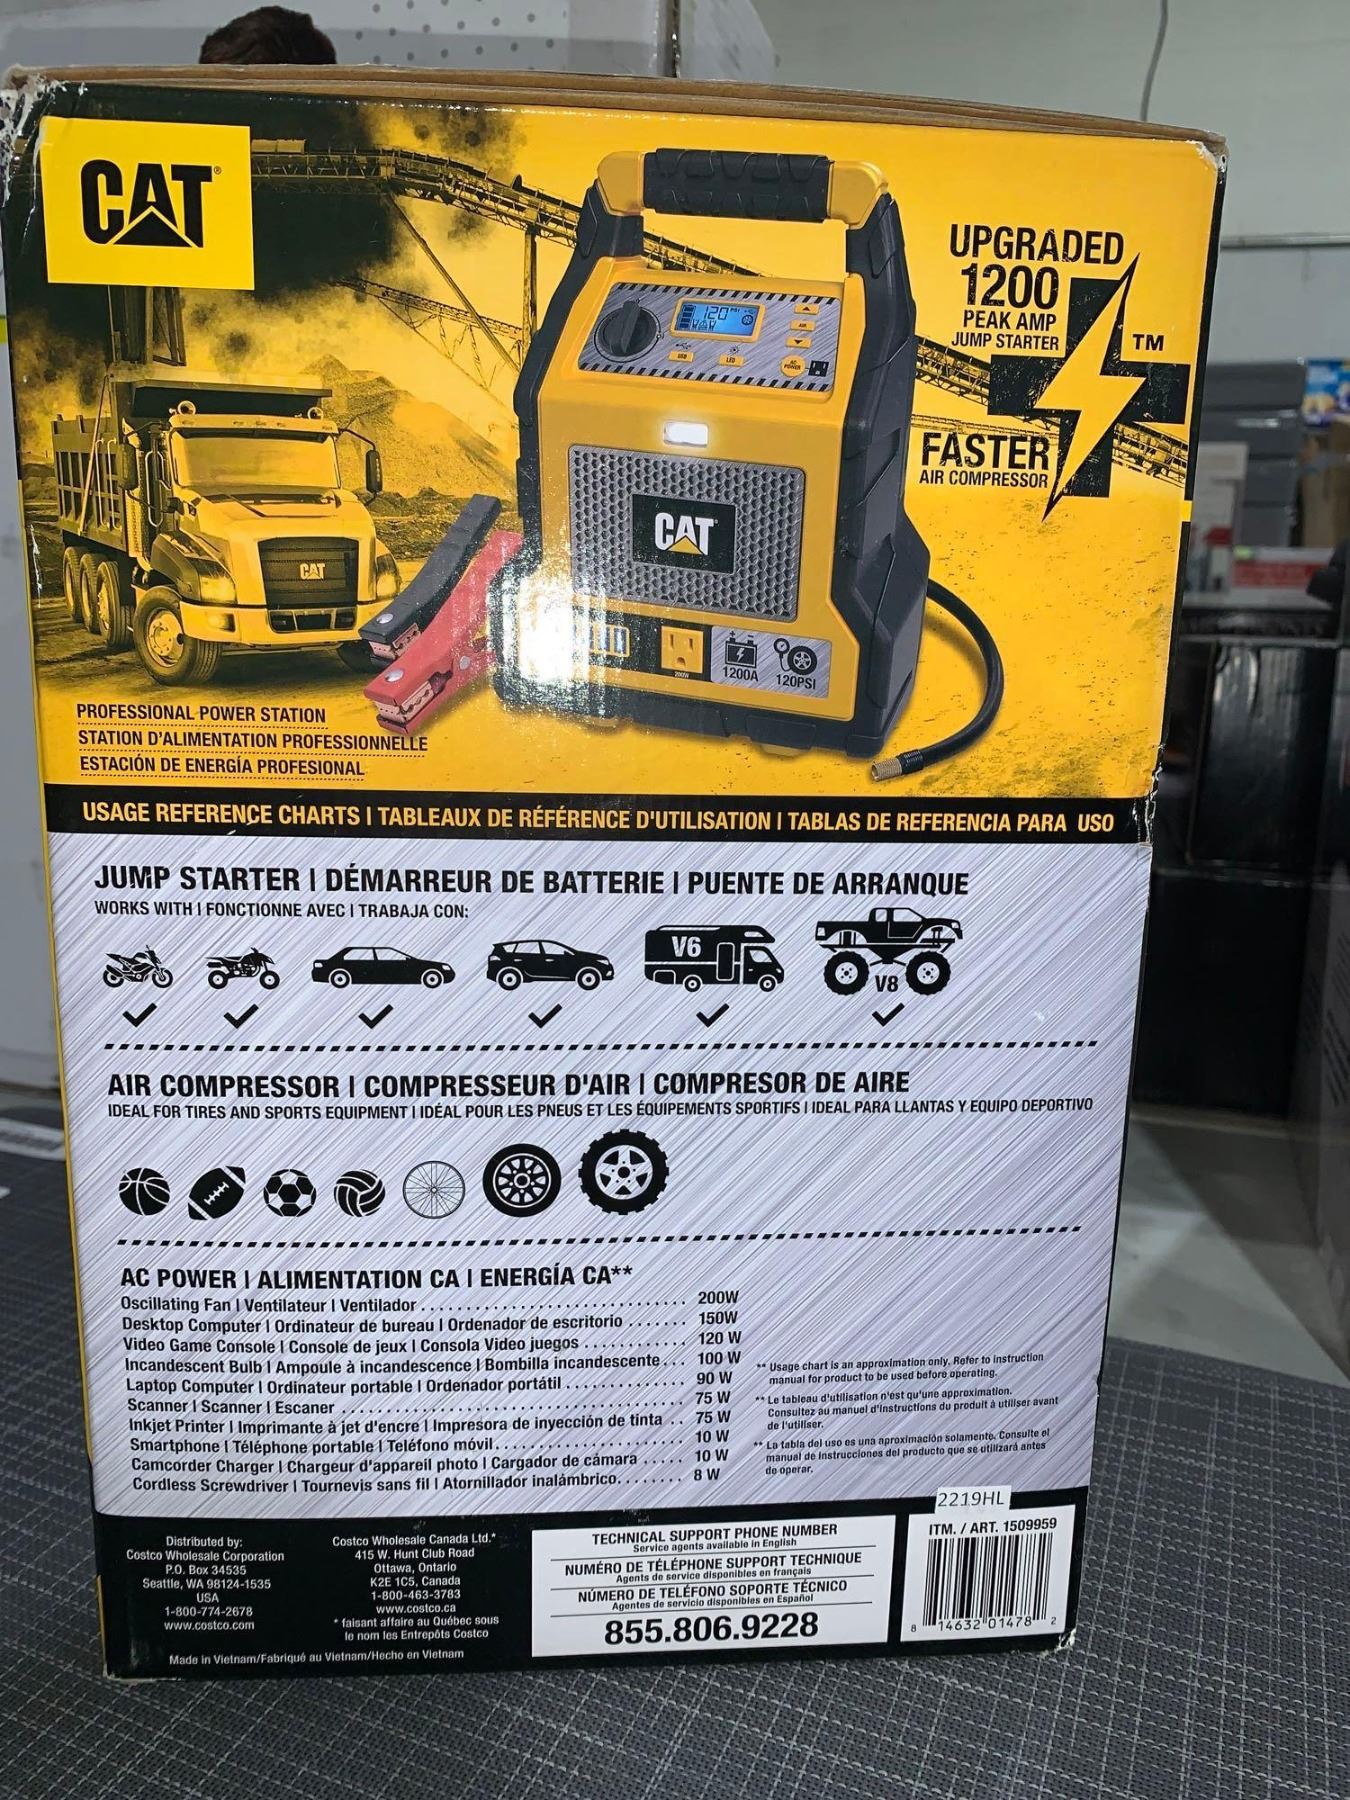 CAT®
UPGRADED
1200
PEAK AMP
JUMP STARTER
TM
FASTER
AIR COMPRESSOR
120 PSI
AIR
USB
LED
AC POWER
CAT
CAT
200W
1200A
120PSI
PROFESSIONAL POWER STATION
STATION D'ALIMENTATION PROFESSIONNELLE
ESTACIÓN DE ENERGÍA PROFESIONAL
USAGE REFERENCE CHARTS | TABLEAUX DE RÉFÉRENCE D'UTILISATION | TABLAS DE REFERENCIA PARA USO
JUMP STARTER | DÉMARREUR DE BATTERIE | PUENTE DE ARRANQUE
WORKS WITH | FONCTIONNE AVEC | TRABAJA CON:
V6
V8
AIR COMPRESSOR | COMPRESSEUR D'AIR | COMPRESOR DE AIRE
IDEAL FOR TIRES AND SPORTS EQUIPMENT | IDÉAL POUR LES PNEUS ET LES ÉQUIPEMENTS SPORTIFS | IDEAL PARA LLANTAS Y EQUIPO DEPORTIVO
AC POWER | ALIMENTATION CA | ENERGÍA CA**
Oscillating Fan | Ventilateur | Ventilador ............................ 200W
Desktop Computer | Ordinateur de bureau | Ordenador de escritorio ....... 150W
Video Game Console | Console de jeux | Consola Video juegos ........... 120 W
Incandescent Bulb | Ampoule à incandescence | Bombilla incandescente... 100 W
Laptop Computer | Ordinateur portable | Ordenador portátil ............. 90 W
Scanner | Scanner | Escaner .................................... 75 W
Inkjet Printer | Imprimante à jet d'encre | Impresora de inyección de tinta .. 75 W
Smartphone | Téléphone portable | Teléfono móvil.................... 10 W
Camcorder Charger | Chargeur d'appareil photo | Cargador de cámara ..... 10 W
Cordless Screwdriver | Tournevis sans fil | Atornillador inalámbrico........ 8 W
** Usage chart is an approximation only. Refer to instruction
manual for product to be used before operating.
** Le tableau d'utilisation n'est qu'une approximation.
Consultez au manuel d'instructions du produit à utiliser avant
de l'utiliser.
** La tabla del uso es una aproximación solamente. Consulte el
manual de instrucciones del producto que se utilizará antes
de operar.
Distributed by:
Costco Wholesale Corporation
P.O. Box 34535
Seattle, WA 98124-1535
USA
1-800-774-2678
www.costco.com
Costco Wholesale Canada Ltd.*
415 W. Hunt Club Road
Ottawa, Ontario
K2E 1C5, Canada
1-800-463-3783
www.costco.ca
* faisant affaire au Québec sous
le nom les Entrepôts Costco
Made in Vietnam/Fabriqué au Vietnam/Hecho en Vietnam
TECHNICAL SUPPORT PHONE NUMBER
Service agents available in English
NUMÉRO DE TÉLÉPHONE SUPPORT TECHNIQUE
Agents de service disponibles en français
NÚMERO DE TELÉFONO SOPORTE TÉCNICO
Agentes de servicio disponibles en Español
855.806.9228
2219HL
ITM. / ART. 1509959
8 14632 01478 2